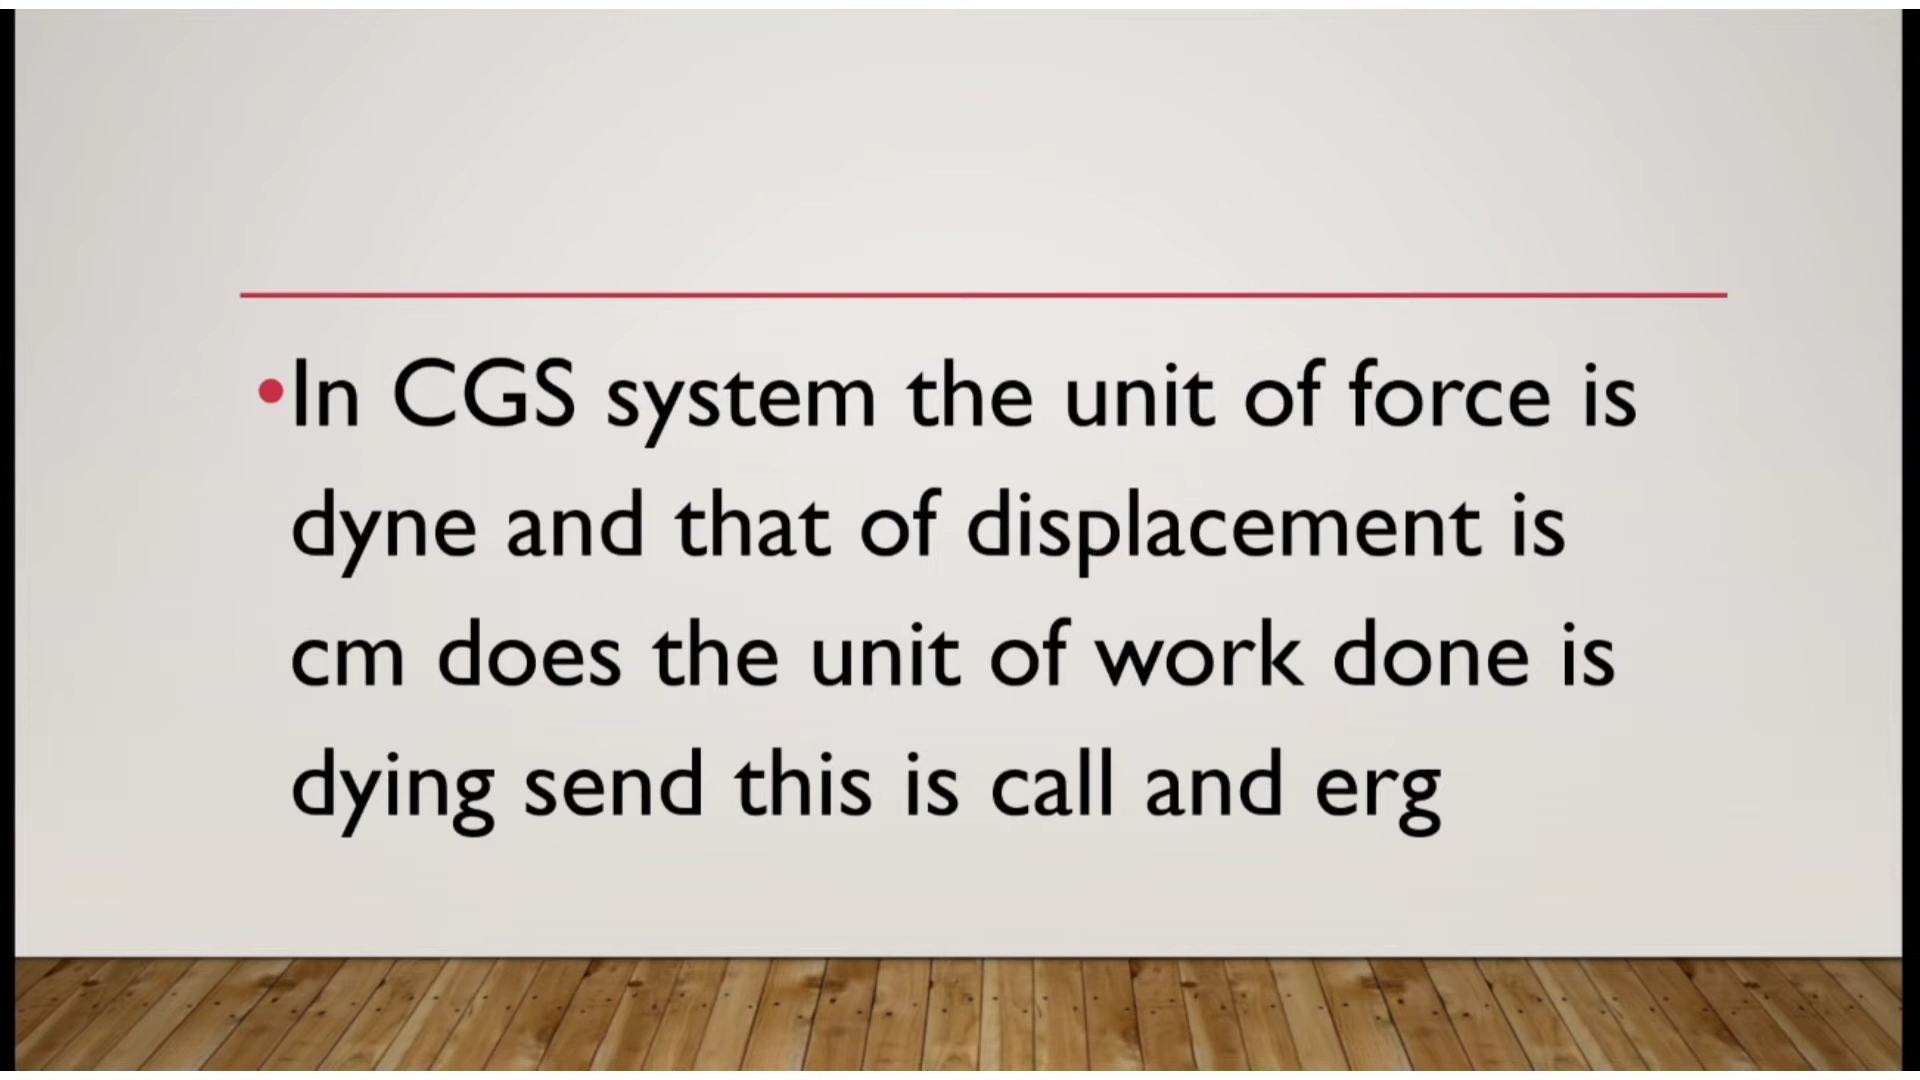 •In CGS system the unit of force is
dyne and that of displacement is
cm does the unit of work done is
dying send this is call and erg